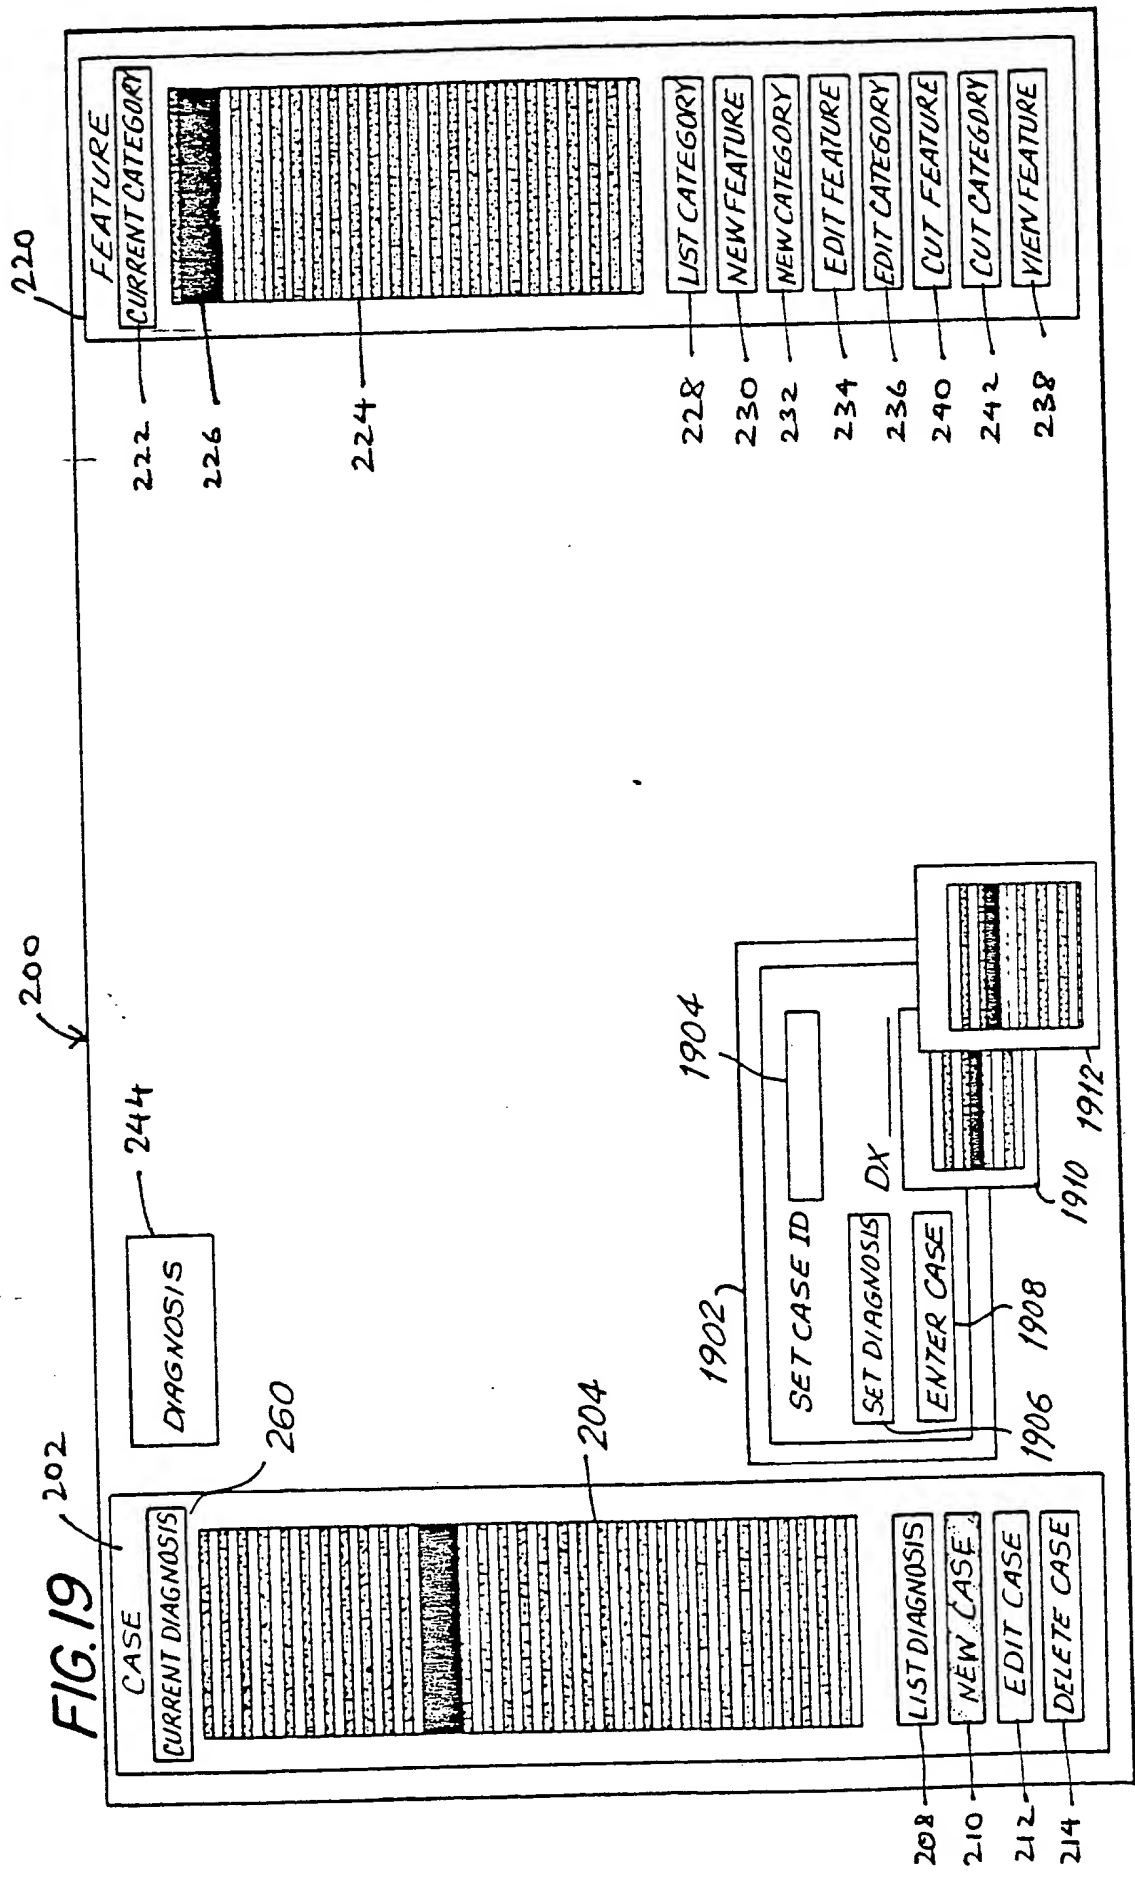 FIG.19
200
202
CASE
CURRENT DIAGNOSIS
260
204
LIST DIAGNOSIS
NEW CASE
EDIT CASE
DELETE CASE
208
210
212
214
DIAGNOSIS
244
1902
SET CASE ID
1904
SET DIAGNOSIS
DX
ENTER CASE
1906
1908
1910
1912
220
FEATURE
CURRENT CATEGORY
222
226
224
LIST CATEGORY
NEW FEATURE
NEW CATEGORY
EDIT FEATURE
EDIT CATEGORY
CUT FEATURE
CUT CATEGORY
VIEN FEATURE
228
230
232
234
236
240
242
238